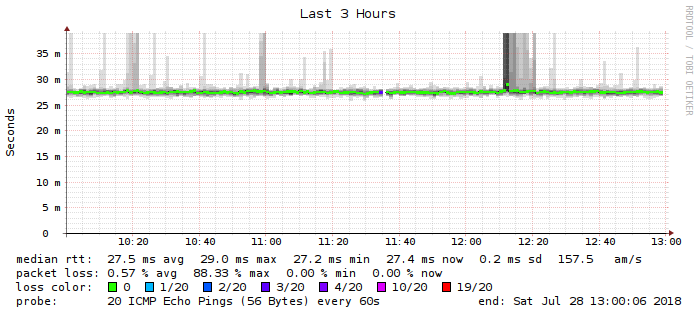 Last 3 Hours
RRDTOOL / TOBI OETIKER
Seconds
35 m
30 m
25 m
20 m
15 m
10 m
5 m
0
10:20 10:40 11:00 11:20 11:40 12:00 12:20 12:40 13:00
median rtt: 27.5 ms avg 29.0 ms max 27.2 ms min 27.4 ms now 0.2 ms sd 157.5 am/s
packet loss: 0.57 % avg 88.33 % max 0.00 % min 0.00 % now
loss color: 0 1/20 2/20 3/20 4/20 10/20 19/20
probe: 20 ICMP Echo Pings (56 Bytes) every 60s end: Sat Jul 28 13:00:06 2018